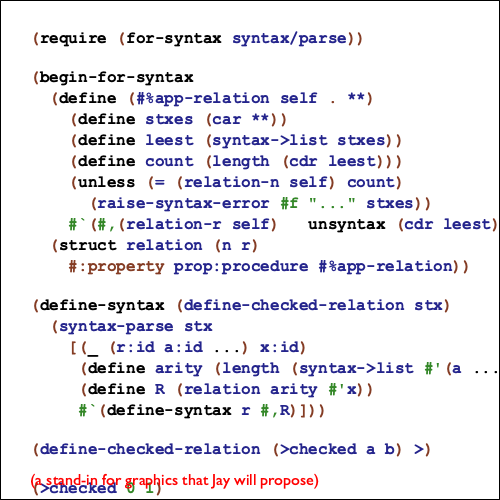 (require (for-syntax syntax/parse))
(begin-for-syntax
(define (#%app-relation self . **)
(define stxes (car **))
(define leest (syntax->list stxes))
(define count (length (cdr leest)))
(unless (= (relation-n self) count)
(raise-syntax-error #f "..." stxes))
#`(#,(relation-r self) unsyntax (cdr leest)
(struct relation (n r)
#:property prop:procedure #%app-relation))
(define-syntax (define-checked-relation stx)
(syntax-parse stx
[(_ (r:id a:id ...) x:id)
(define arity (length (syntax->list #'(a ...
(define R (relation arity #'x))
#`(define-syntax r #,R)]))
(define-checked-relation (>checked a b) >)
(a stand-in for graphics that Jay will propose)
(>checked 0 1)